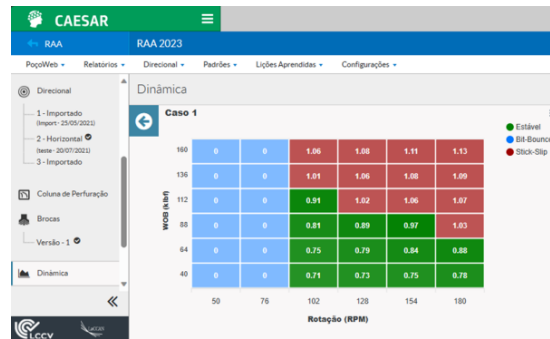 CAESAR
RAA
RAA 2023
PoçoWeb
Relatórios
Direcional
Padrões
Lições Aprendidas
Configurações
Direcional
1 - Importado
(Import - 25/05/2021)
2 - Horizontal
(teste - 20/07/2021)
3 - Importado
Coluna de Perfuração
Brocas
Versão - 1
Dinâmica
LCCV
Dinâmica
Caso 1
Estável
Bit-Bounce
Stick-Slip
WOB (klbf)
160 0 0 1.06 1.08 1.11 1.13
136 0 0 1.01 1.06 1.08 1.09
112 0 0 0.91 1.02 1.06 1.07
88 0 0 0.81 0.89 0.97 1.03
64 0 0 0.75 0.79 0.84 0.88
40 0 0 0.71 0.73 0.75 0.78
50 76 102 128 154 180
Rotação (RPM)